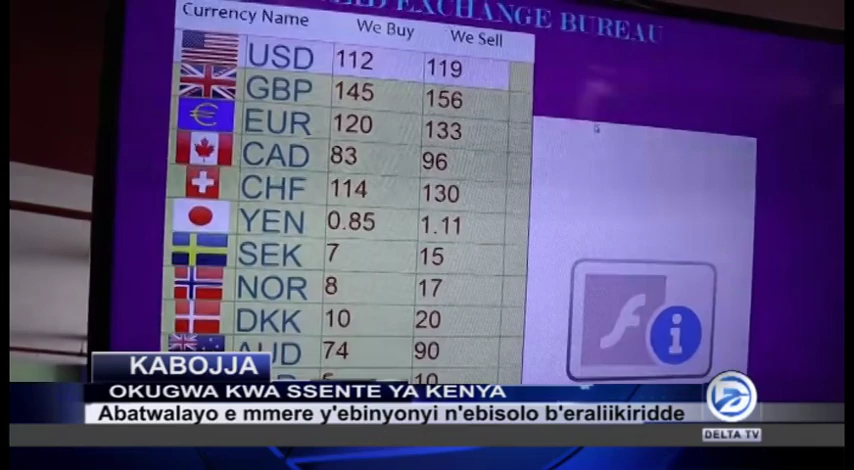 EXCHANGE BUREAU
Currency Name We Buy We Sell
USD 112 119
GBP 145 156
EUR 120 133
CAD 83 96
CHF 114 130
YEN 0.85 1.11
SEK 7 15
NOR 8 17
DKK 10 20
AUD 74 90
10
KABOJJA
OKUGWA KWA SSENTE YA KENYA
Abatwalayo e mmere y'ebinyonyi n'ebisolo b'eraliikiridde
DELTA TV